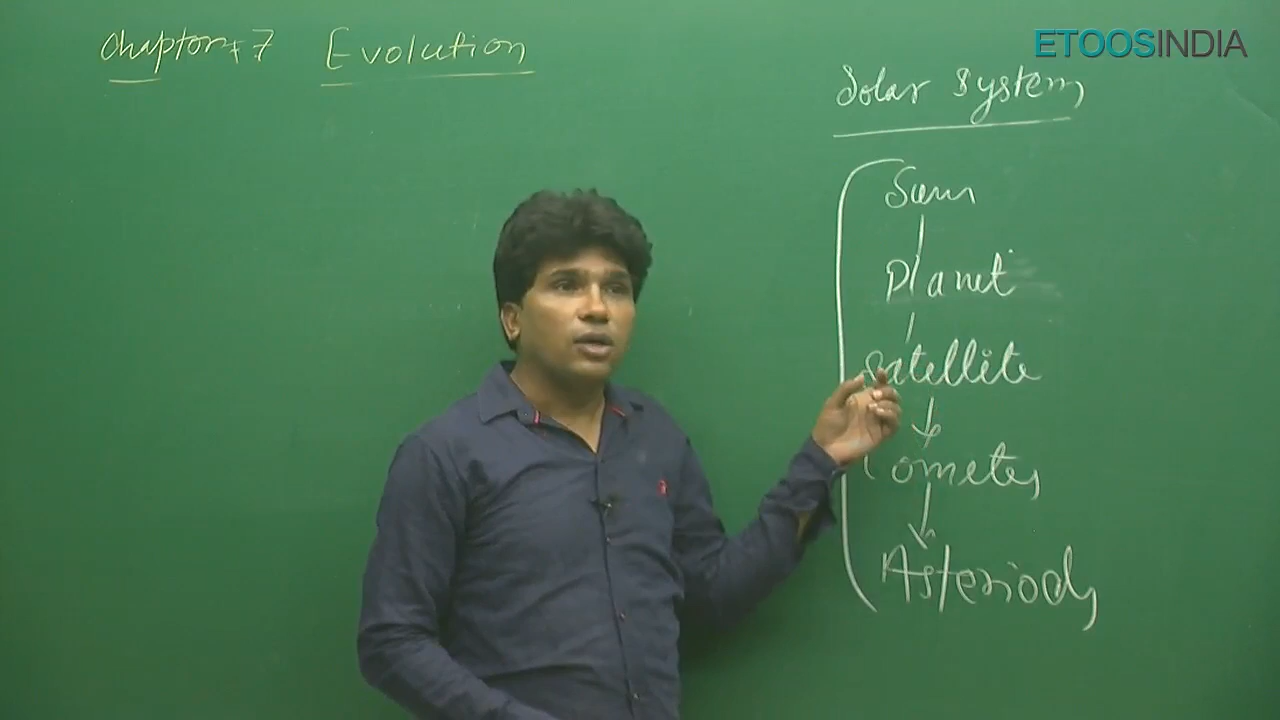 Chapter 7 Evolution
ETOOSINDIA
Solar System
Sun
Planet
Satellite
Cometes
Asteriods